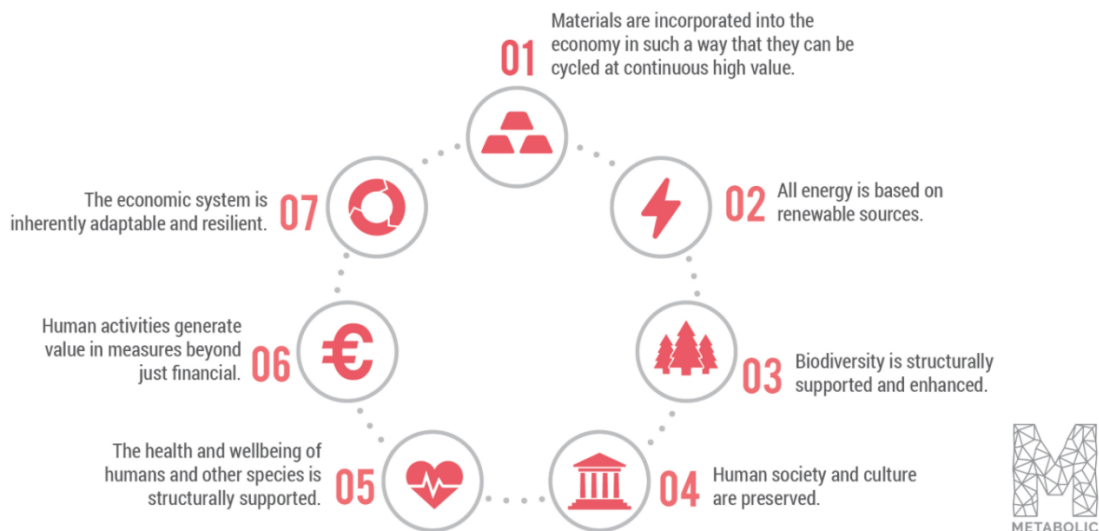 01
Materials are incorporated into the
economy in such a way that they can be
cycled at continuous high value.
02
All energy is based on
renewable sources.
03
Biodiversity is structurally
supported and enhanced.
04
Human society and culture
are preserved.
05
The health and wellbeing of
humans and other species is
structurally supported.
06
Human activities generate
value in measures beyond
just financial.
07
The economic system is
inherently adaptable and resilient.
€
M
METABOLIC